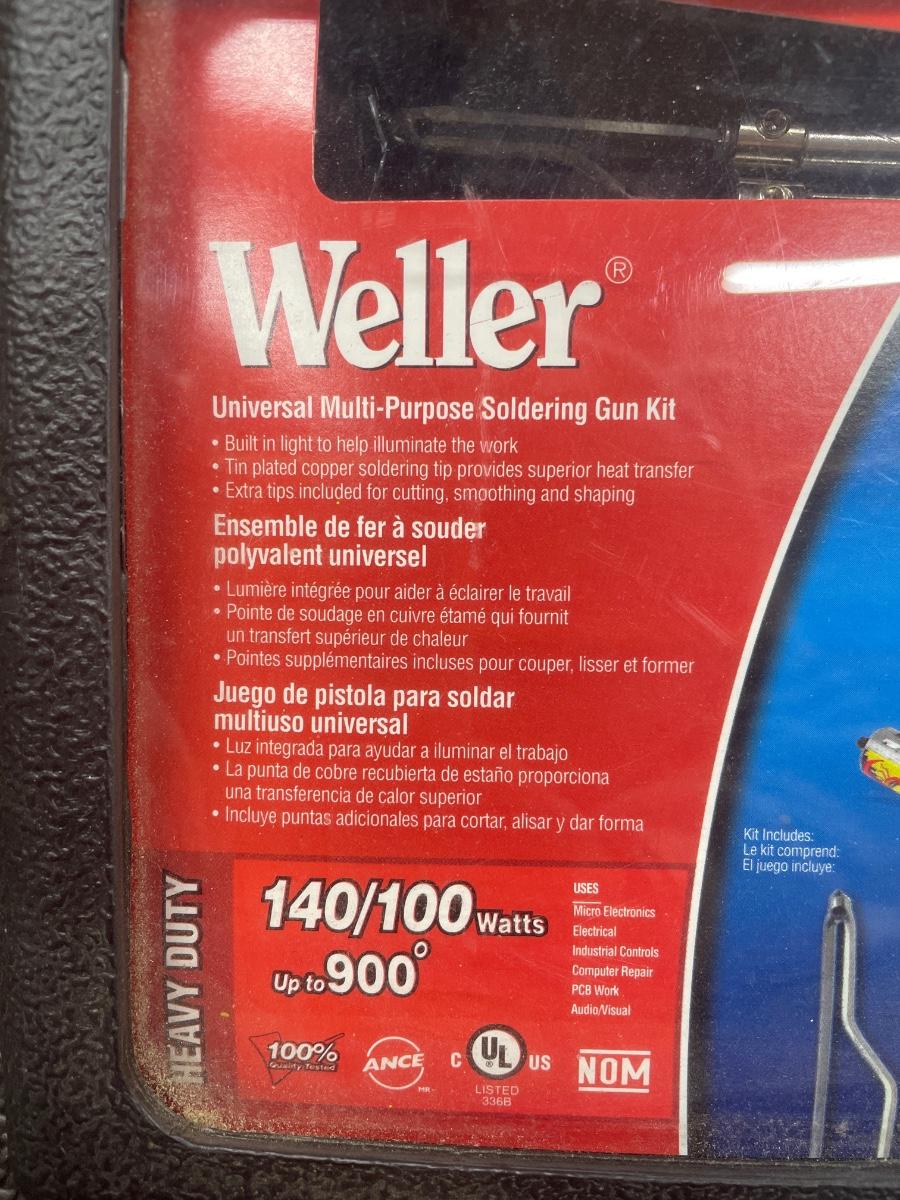 Weller®
Universal Multi-Purpose Soldering Gun Kit
• Built in light to help illuminate the work
• Tin plated copper soldering tip provides superior heat transfer
• Extra tips included for cutting, smoothing and shaping
Ensemble de fer à souder
polyvalent universel
• Lumière intégrée pour aider à éclairer le travail
• Pointe de soudage en cuivre étamé qui fournit
un transfert supérieur de chaleur
• Pointes supplémentaires incluses pour couper, lisser et former
Juego de pistola para soldar
multiuso universal
• Luz integrada para ayudar a iluminar el trabajo
• La punta de cobre recubierta de estaño proporciona
una transferencia de calor superior
• Incluye puntas adicionales para cortar, alisar y dar forma
Kit Includes:
Le kit comprend:
El juego incluye:
HEAVY DUTY
140/100 Watts
Up to 900°
USES
Micro Electronics
Electrical
Industrial Controls
Computer Repair
PCB Work
Audio/Visual
100%
Quality Tested
ANCE
MR
C UL ® US
LISTED
336B
NOM